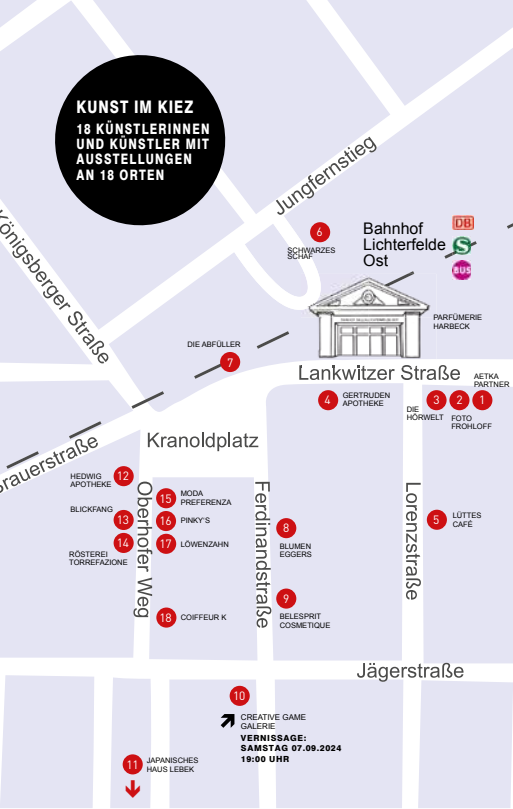 KUNST IM KIEZ
18 KÜNSTLERINNEN
UND KÜNSTLER MIT
AUSSTELLUNGEN
AN 18 ORTEN
Jungfernstieg
Königsberger Straße
6
SCHWARZES
SCHAF
Bahnhof
Lichterfelde
Ost
DB
S
BUS
PARFÜMERIE
HARBECK
DIE ABFÜLLER
7
Lankwitzer Straße
AETKA
PARTNER
4
GERTRUDEN
APOTHEKE
3
2
1
DIE
HÖRWELT
FOTO
FROHLOFF
Kranoldplatz
Brauerstraße
HEDWIG
APOTHEKE
12
15
MODA
PREFERENZA
BLICKFANG
13
16
PINKY'S
14
RÖSTEREI
TORREFAZIONE
17
LÖWENZAHN
Oberhofer Weg
Ferdinandstraße
Lorenzstraße
8
BLUMEN
EGGERS
5
LÜTTES
CAFÉ
9
BELESPRIT
COSMETIQUE
18
COIFFEUR K
Jägerstraße
10
CREATIVE GAME
GALERIE
VERNISSAGE:
SAMSTAG 07.09.2024
19:00 UHR
11
JAPANISCHES
HAUS LEBEK